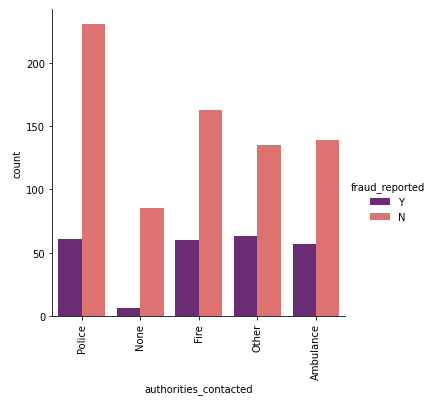 200
150
100
50
0
count
Police
None
Fire
Other
Ambulance
authorities_contacted
fraud_reported
Y
N